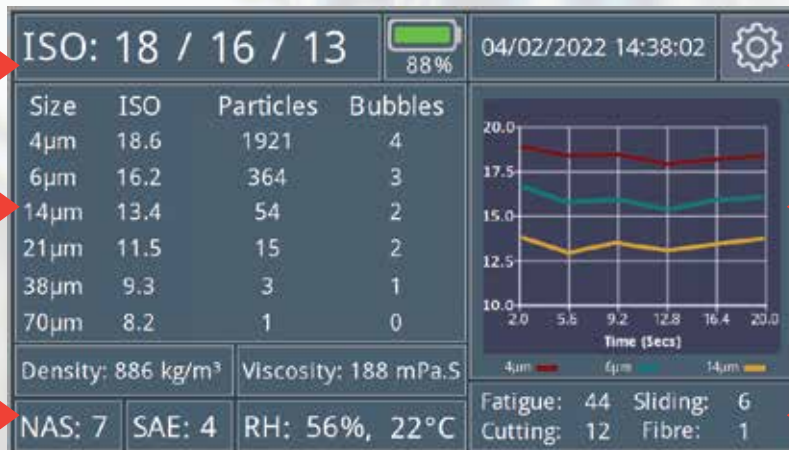 ISO: 18 / 16 / 13
88%
04/02/2022 14:38:02
Size ISO Particles Bubbles
4µm 18.6 1921 4
6µm 16.2 364 3
14µm 13.4 54 2
21µm 11.5 15 2
38µm 9.3 3 1
70µm 8.2 1 0
Density: 886 kg/m³
Viscosity: 188 mPa.S
NAS: 7
SAE: 4
RH: 56%, 22°C
20.0
17.5
15.0
12.5
10.0
2.0 5.6 9.2 12.8 16.4 20.0
Time (Secs)
4µm 6µm 14µm
Fatigue: 44 Sliding: 6
Cutting: 12 Fibre: 1